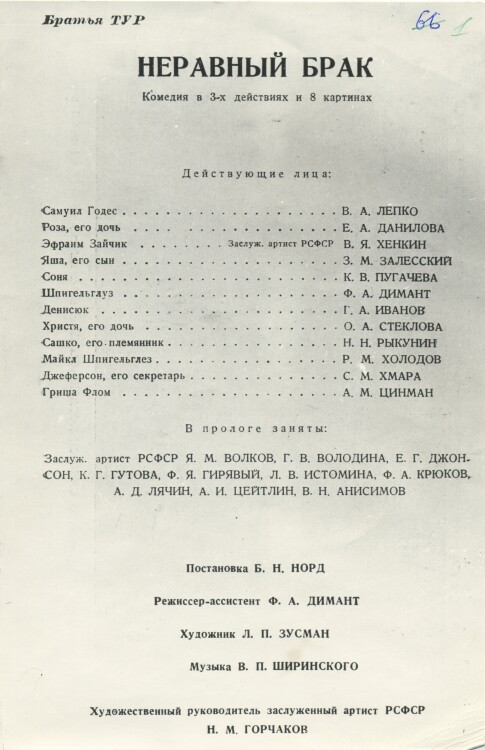 Братья ТУР
66 1
НЕРАВНЫЙ БРАК
Комедия в 3-х действиях и 8 картинах
Действующие лица:
Самуил Годес . . . . . . . . . . . . . . . . . . . . В. А. ЛЕПКО
Роза, его дочь . . . . . . . . . . . . . . . . . . . Е. А. ДАНИЛОВА
Эфраим Зайчик . . . . . . . Заслуж. артист РСФСР В. Я. ХЕНКИН
Яша, его сын . . . . . . . . . . . . . . . . . . . . З. М. ЗАЛЕССКИЙ
Соня . . . . . . . . . . . . . . . . . . . . . . . . К. В. ПУГАЧЕВА
Шпигельглуз . . . . . . . . . . . . . . . . . . . . Ф. А. ДИМАНТ
Денисюк . . . . . . . . . . . . . . . . . . . . . . Г. А. ИВАНОВ
Христя, его дочь . . . . . . . . . . . . . . . . . . О. А. СТЕКЛОВА
Сашко, его племянник . . . . . . . . . . . . . . . Н. Н. РЫКУНИН
Майкл Шпигельглез . . . . . . . . . . . . . . . . Р. М. ХОЛОДОВ
Джеферсон, его секретарь . . . . . . . . . . . . . С. М. ХМАРА
Гриша Флом . . . . . . . . . . . . . . . . . . . . А. М. ЦИНМАН
В прологе заняты:
Заслуж. артист РСФСР Я. М. ВОЛКОВ, Г. В. ВОЛОДИНА, Е. Г. ДЖОН-
СОН, К. Г. ГУТОВА, Ф. Я. ГИРЯВЫЙ, Л. В. ИСТОМИНА, Ф. А. КРЮКОВ,
А. Д. ЛЯЧИН, А. И. ЦЕЙТЛИН, В. Н. АНИСИМОВ
Постановка Б. Н. НОРД
Режиссер-ассистент Ф. А. ДИМАНТ
Художник Л. П. ЗУСМАН
Музыка В. П. ШИРИНСКОГО
Художественный руководитель заслуженный артист РСФСР
Н. М. ГОРЧАКОВ